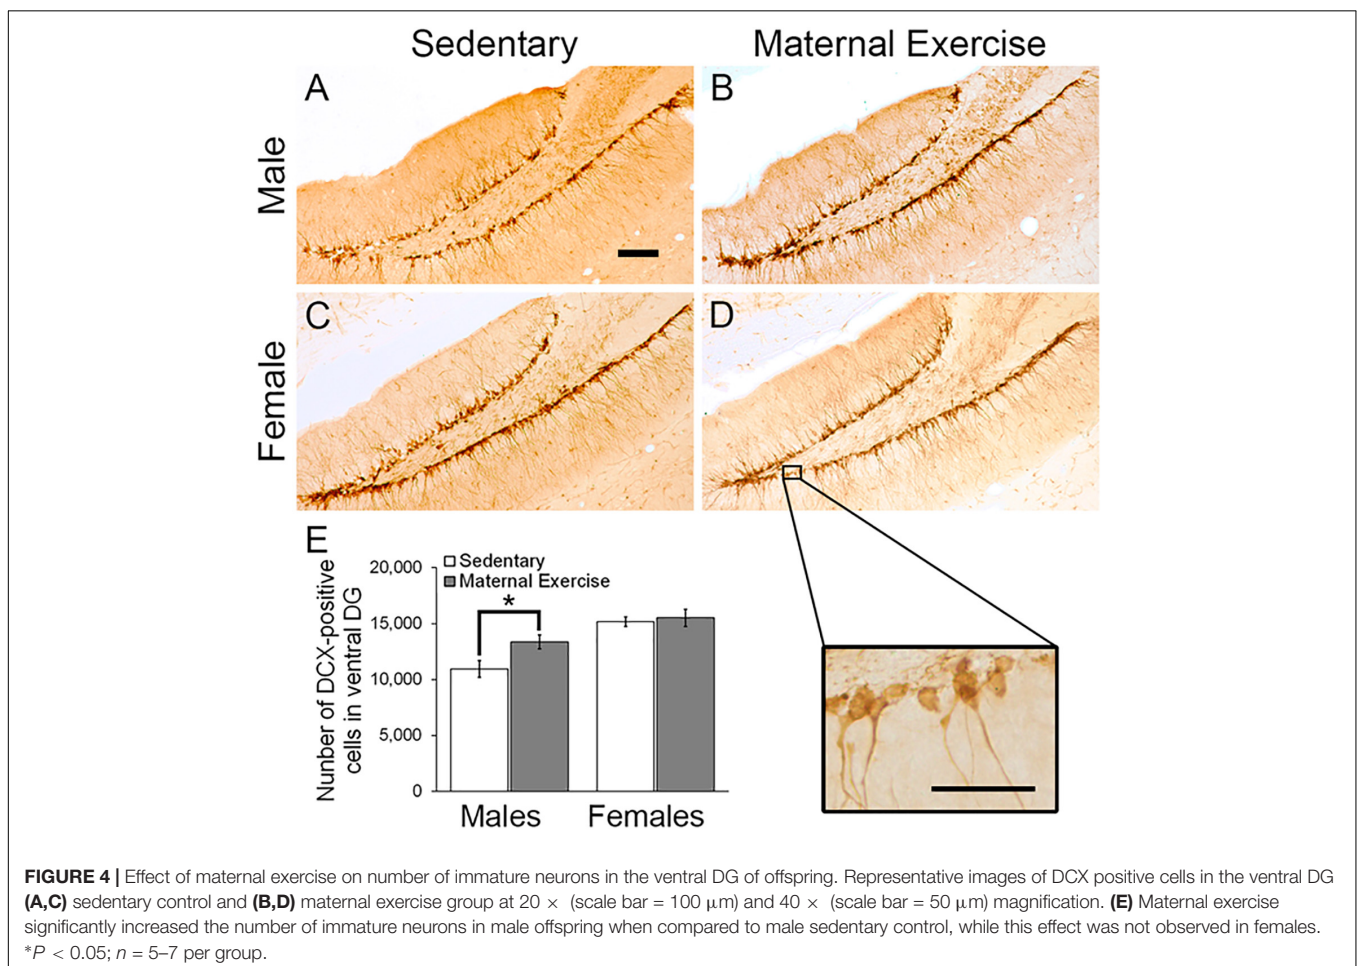 Sedentary
Maternal Exercise
Male
A
B
Female
C
D
E
Sedentary
Maternal Exercise
Nunber of DCX-positive
cells in ventral DG
20,000
15,000
10,000
5,000
0
*
Males
Females
FIGURE 4 | Effect of maternal exercise on number of immature neurons in the ventral DG of offspring. Representative images of DCX positive cells in the ventral DG
(A,C) sedentary control and (B,D) maternal exercise group at 20 × (scale bar = 100 μm) and 40 × (scale bar = 50 μm) magnification. (E) Maternal exercise
significantly increased the number of immature neurons in male offspring when compared to male sedentary control, while this effect was not observed in females.
*P < 0.05; n = 5–7 per group.